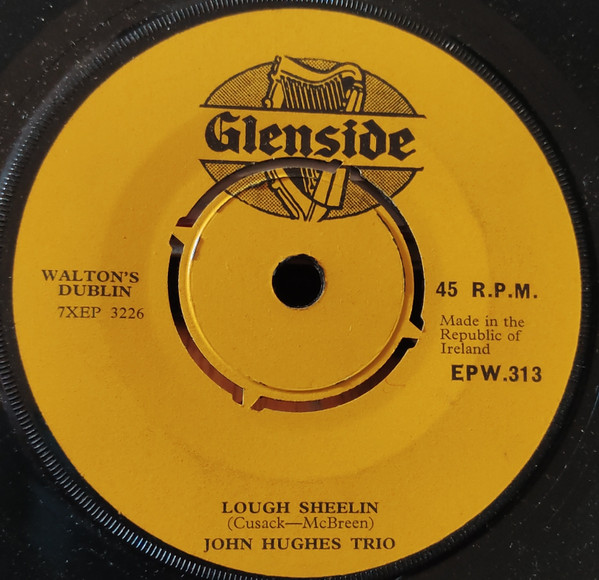 Glenside
WALTON'S
DUBLIN
7XEP 3226
45 R.P.M.
Made in the
Republic of
Ireland
EPW.313
LOUGH SHEELIN
(Cusack—McBreen)
JOHN HUGHES TRIO